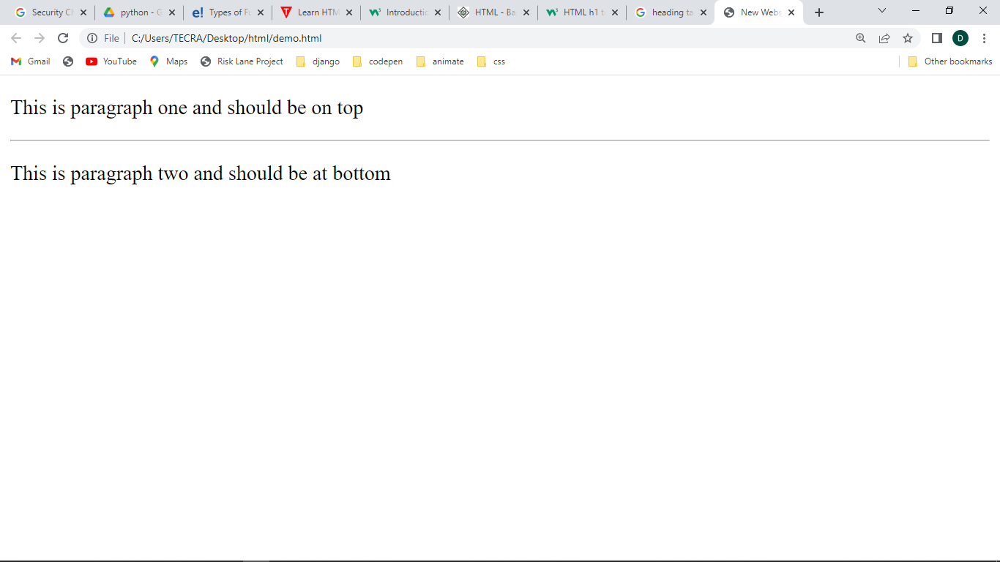 Security C
python - G
Types of Fu
Learn HTM
Introductio
HTML - Ba
HTML h1 t
heading ta
New Webs
File
C:/Users/TECRA/Desktop/html/demo.html
D
Gmail
YouTube
Maps
Risk Lane Project
django
codepen
animate
css
Other bookmarks
This is paragraph one and should be on top
This is paragraph two and should be at bottom